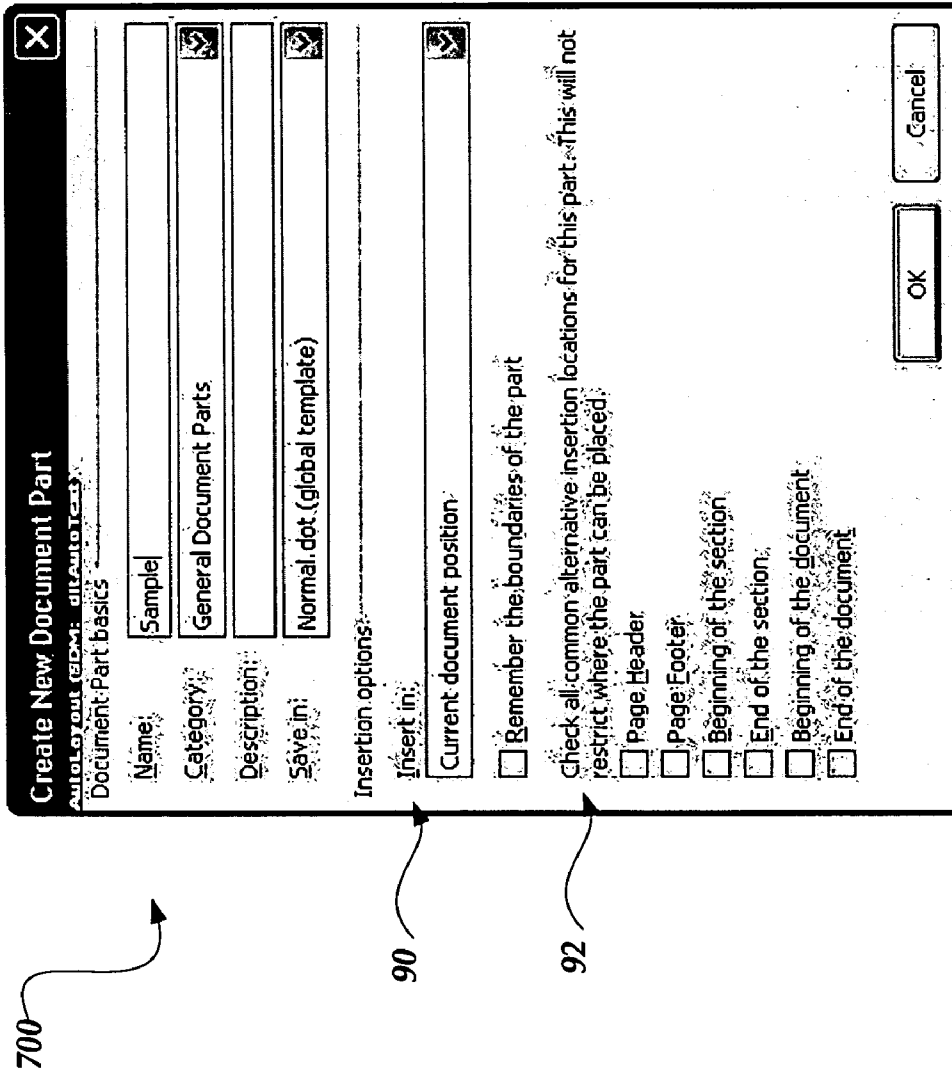 Create New Document Part
AutoLayout (GDM: alt:AutoText)
Document Part basics
Name: Sample
Category: General Document Parts
Description:
Save in: Normal.dot (global template)
Insertion options
Insert in:
Current document position
Remember the boundaries of the part
Check all common alternative insertion locations for this part. This will not
restrict where the part can be placed.
Page Header
Page Footer
Beginning of the section
End of the section
Beginning of the document
End of the document
OK Cancel
700
90
92